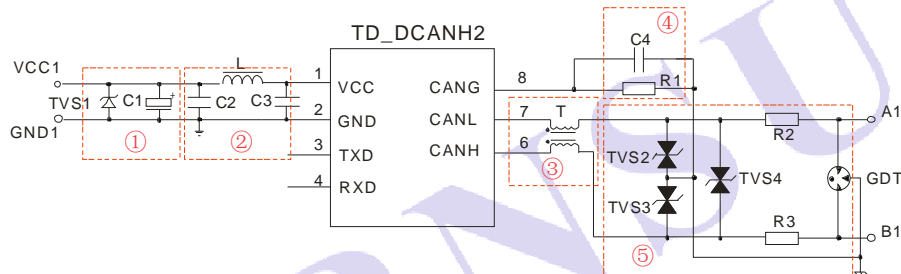 TD_DCANH2
④
C4
R1
VCC1
GND1
TVS1
C1
+
①
L
C2
C3
②
1
VCC
2
GND
3
TXD
4
RXD
CANG
8
CANL
7
CANH
6
T
③
TVS2
TVS3
TVS4
R2
R3
GDT
A1
B1
⑤
ONSU